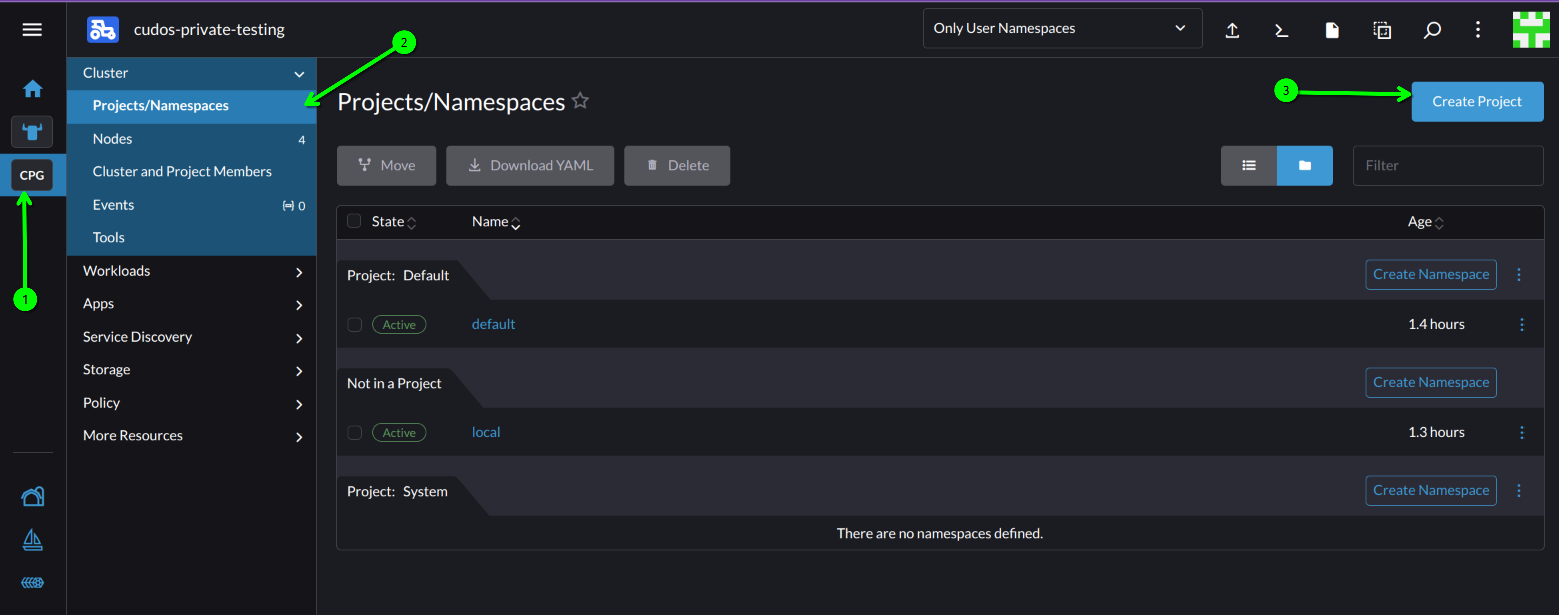 cudos-private-testing
Only User Namespaces
2
Cluster
Projects/Namespaces
Nodes 4
Cluster and Project Members
Events 0
Tools
Workloads
Apps
Service Discovery
Storage
Policy
More Resources
CPG
1
Projects/Namespaces
3
Create Project
Move
Download YAML
Delete
Filter
State Name Age
Project: Default Create Namespace
Active default 1.4 hours
Not in a Project Create Namespace
Active local 1.3 hours
Project: System Create Namespace
There are no namespaces defined.